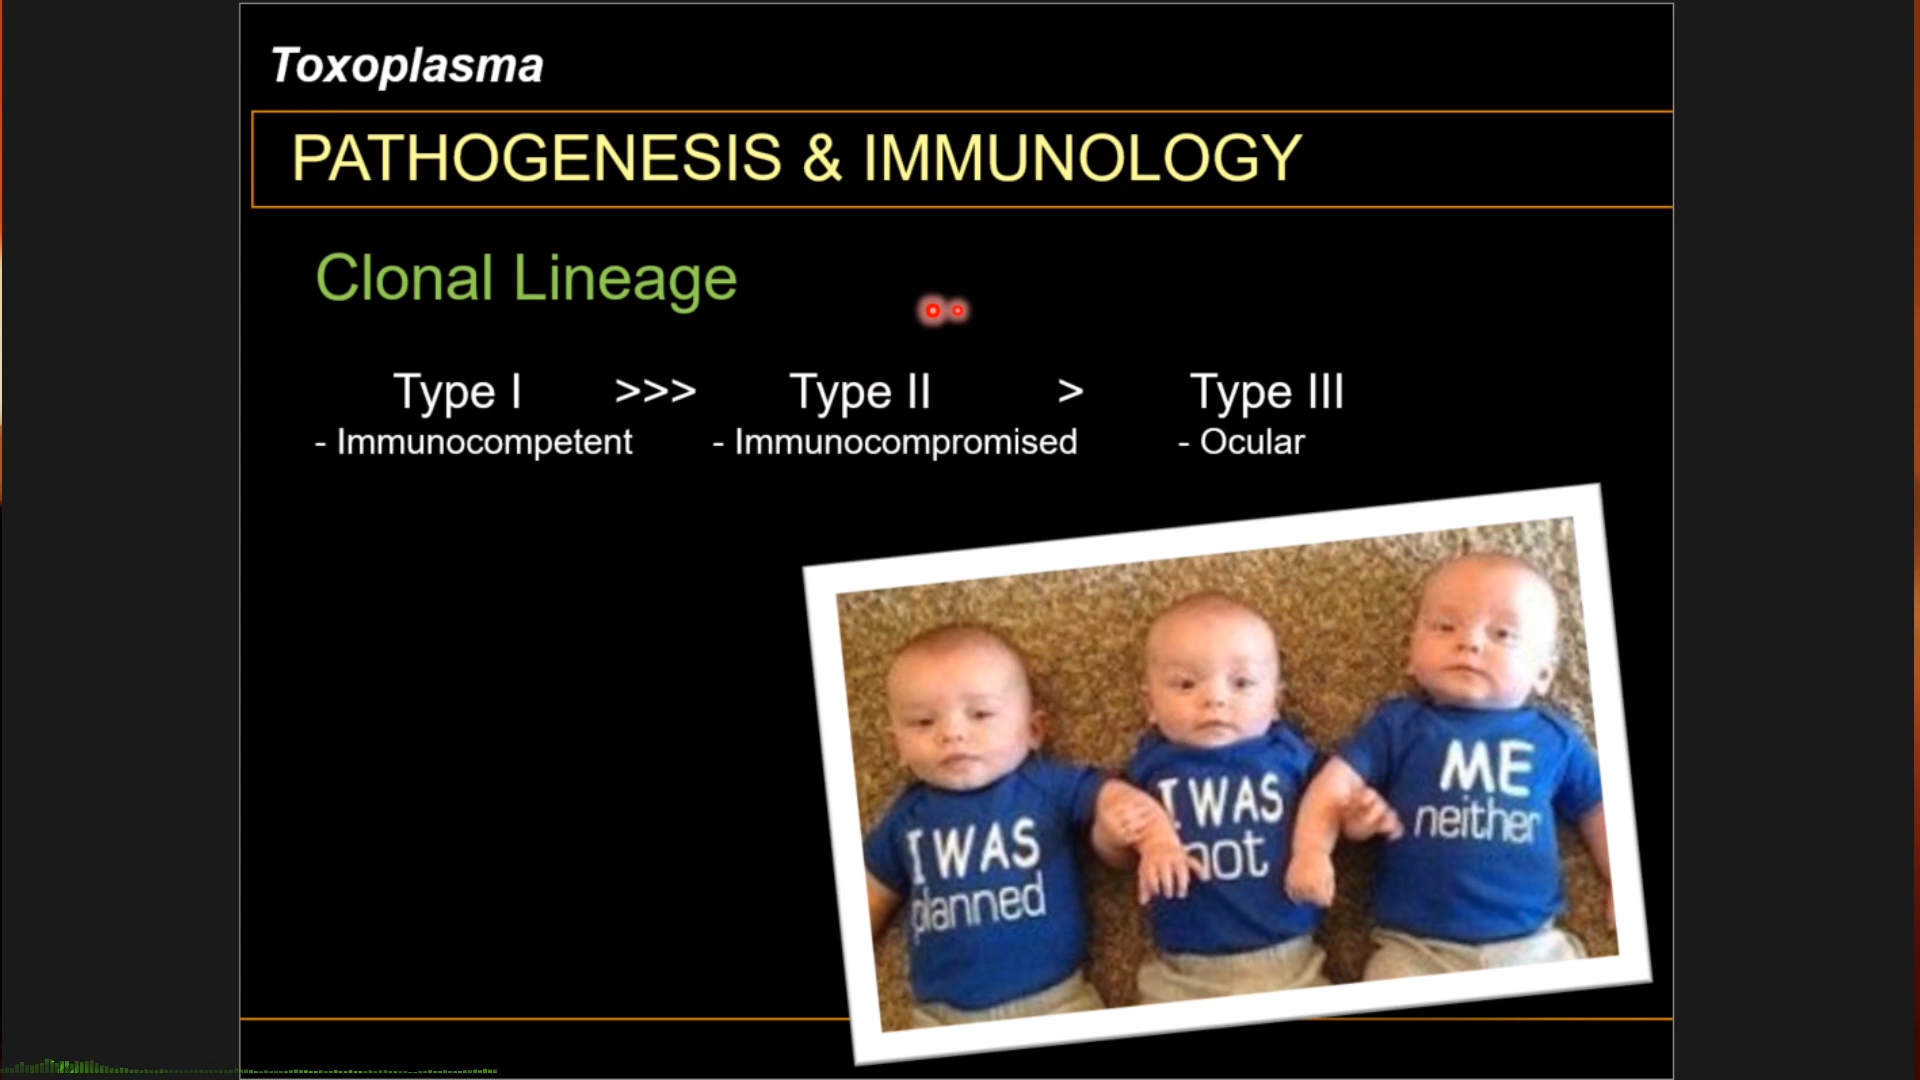 Toxoplasma
PATHOGENESIS & IMMUNOLOGY
Clonal Lineage
Type I >>> Type II > Type III
- Immunocompetent - Immunocompromised - Ocular
I WAS
planned
I WAS
not
ME
neither